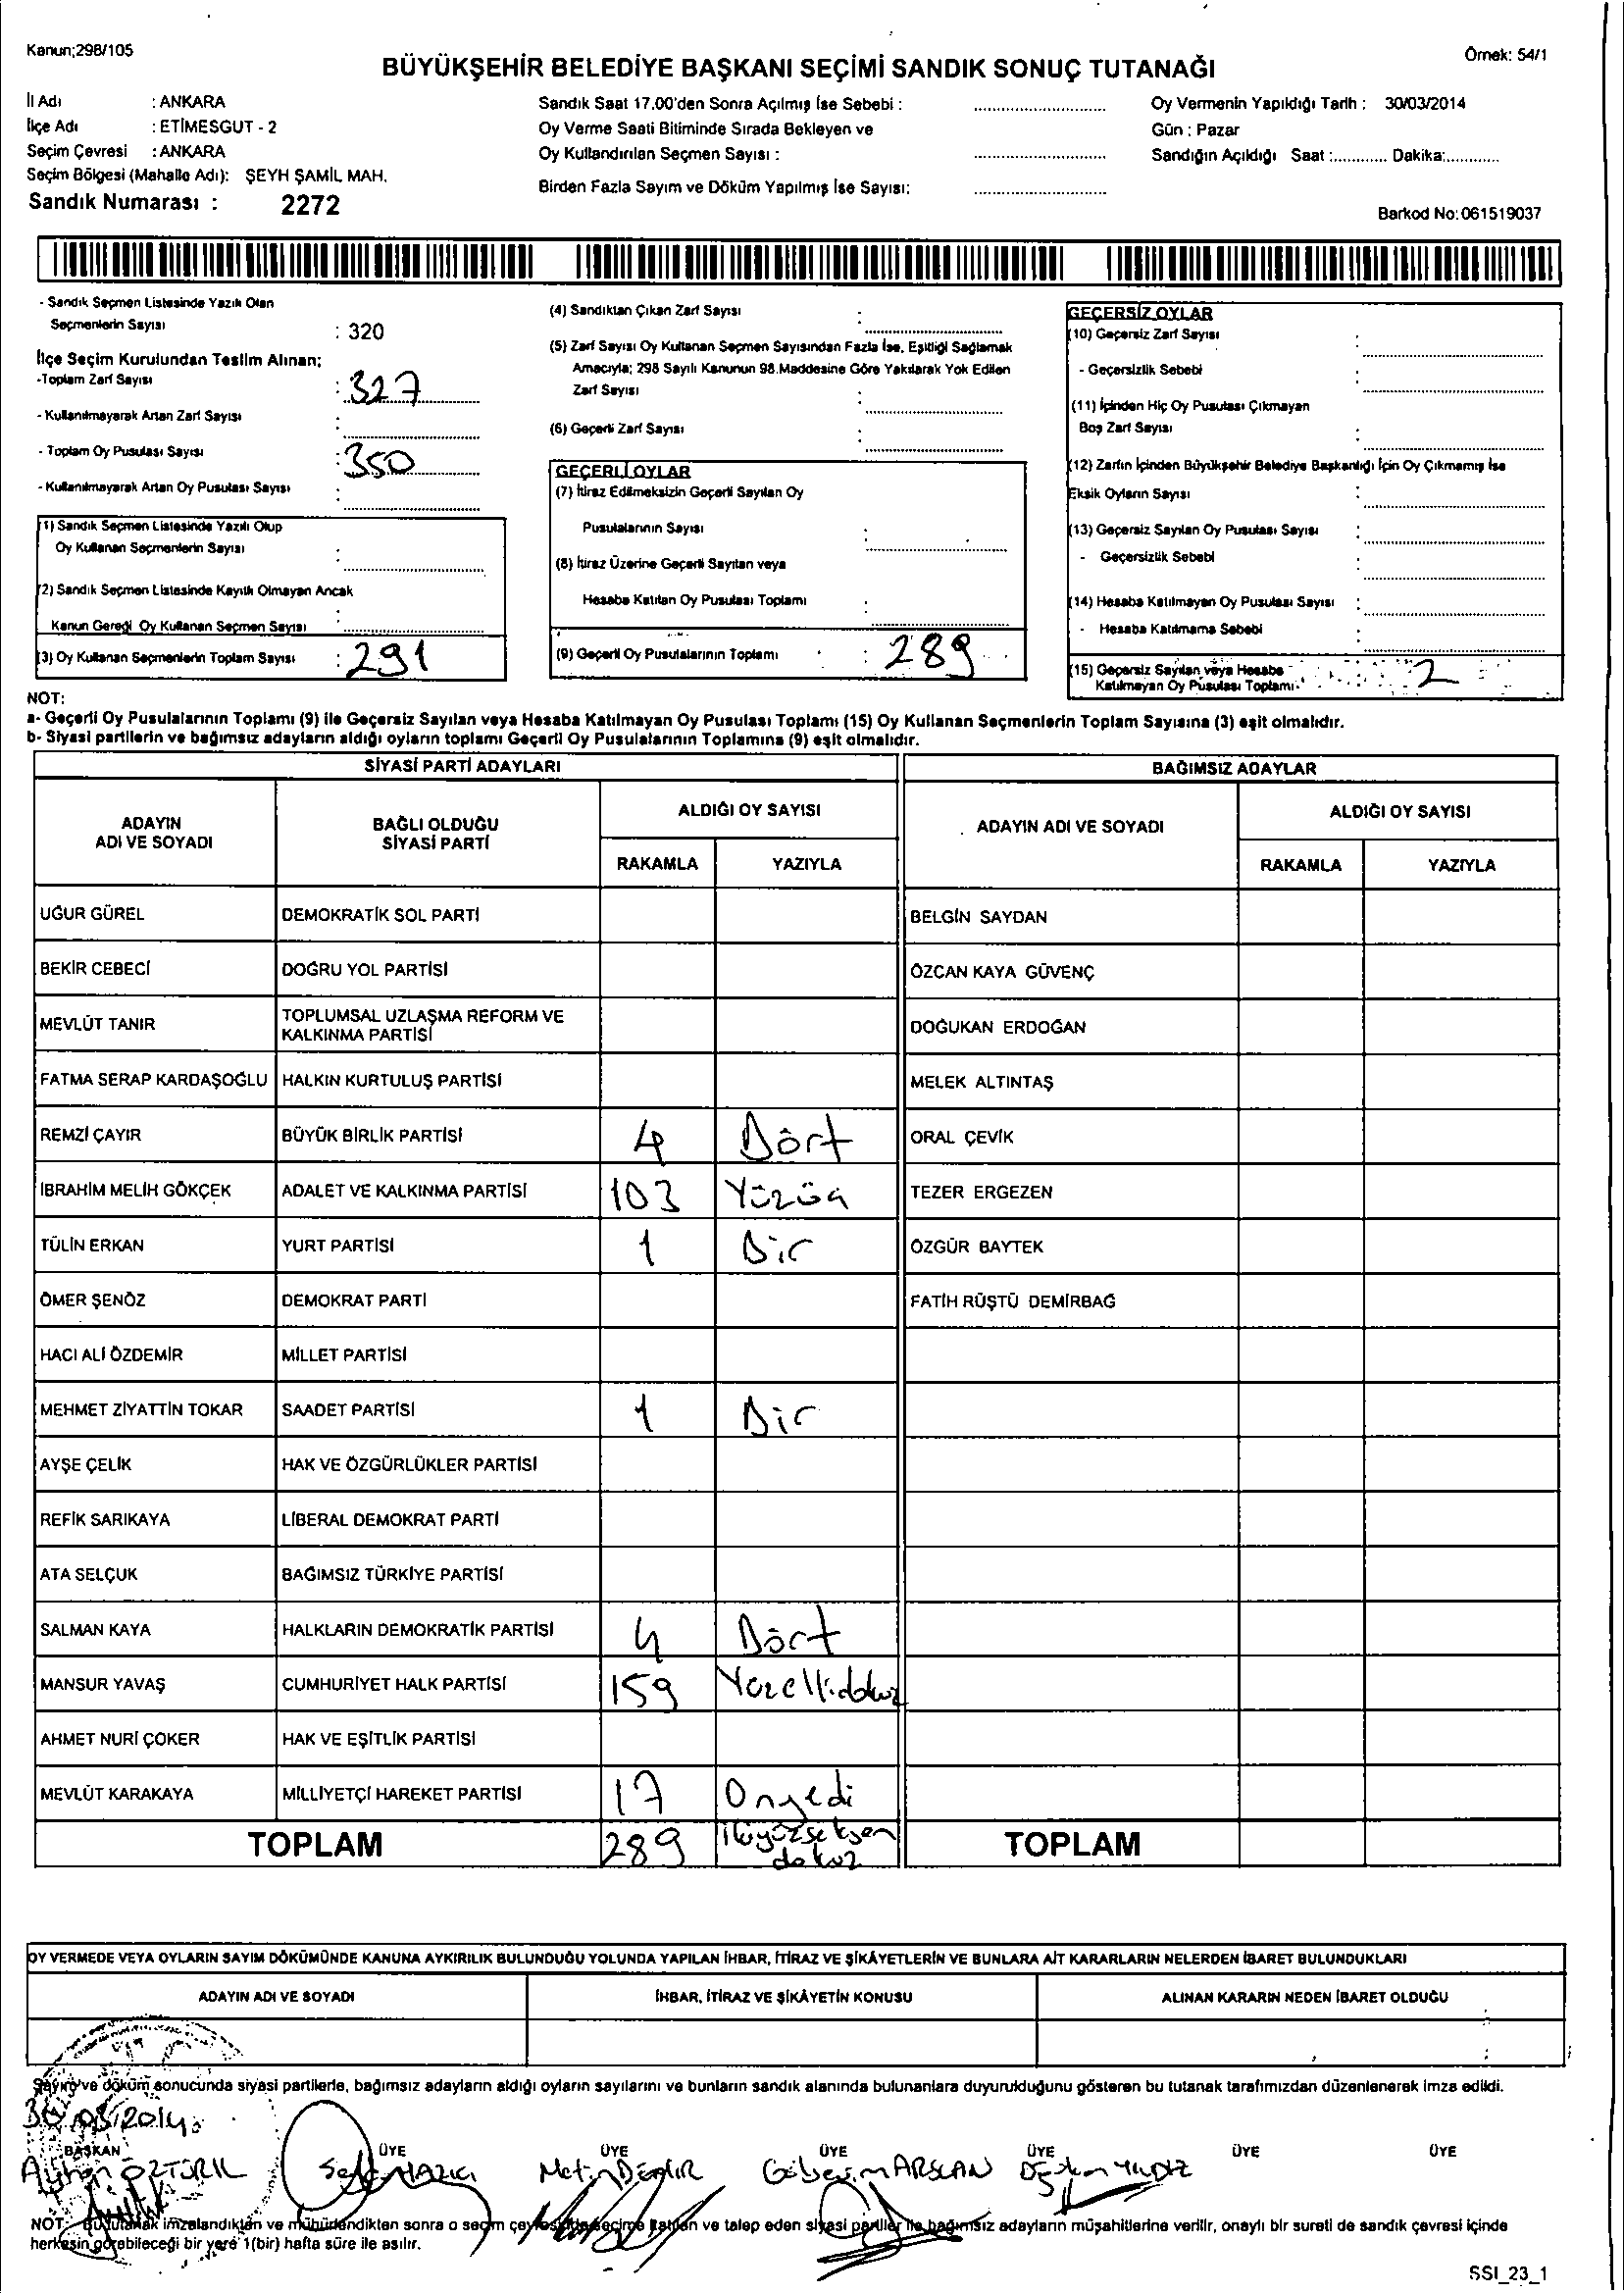 Kanun;298/105
Örnek: 54/1
BÜYÜKŞEHİR BELEDİYE BAŞKANI SEÇİMİ SANDIK SONUÇ TUTANAĞI
İl Adı : ANKARA
İlçe Adı : ETİMESGUT - 2
Seçim Çevresi : ANKARA
Seçim Bölgesi (Mahalle Adı): ŞEYH ŞAMİL MAH.
Sandık Numarası : 2272
Sandık Saat 17.00'den Sonra Açılmış İse Sebebi :
Oy Verme Saati Bitiminde Sırada Bekleyen ve
Oy Kullandırılan Seçmen Sayısı :
Birden Fazla Sayım ve Döküm Yapılmış İse Sayısı:
Oy Vermenin Yapıldığı Tarih : 30/03/2014
Gün : Pazar
Sandığın Açıldığı Saat :............ Dakika:............
Barkod No:061519037
- Sandık Seçmen Listesinde Yazılı Olan
Seçmenlerin Sayısı : 320
İlçe Seçim Kurulundan Teslim Alınan;
-Toplam Zarf Sayısı : 327
- Kullanılmayarak Artan Zarf Sayısı :
- Toplam Oy Pusulası Sayısı : 350
- Kullanılmayarak Artan Oy Pusulası Sayısı :
(1) Sandık Seçmen Listesinde Yazılı Olup
Oy Kullanan Seçmenlerin Sayısı :
(2) Sandık Seçmen Listesinde Kayıtlı Olmayan Ancak
Kanun Gereği Oy Kullanan Seçmen Sayısı :
(3) Oy Kullanan Seçmenlerin Toplam Sayısı : 291
(4) Sandıktan Çıkan Zarf Sayısı :
(5) Zarf Sayısı Oy Kullanan Seçmen Sayısından Fazla İse, Eşitliği Sağlamak
Amacıyla; 298 Sayılı Kanunun 98.Maddesine Göre Yakılarak Yok Edilen
Zarf Sayısı :
(6) Geçerli Zarf Sayısı :
GEÇERLİ OYLAR
(7) İtiraz Edilmeksizin Geçerli Sayılan Oy
Pusulalarının Sayısı :
(8) İtiraz Üzerine Geçerli Sayılan veya
Hesaba Katılan Oy Pusulası Toplamı :
(9) Geçerli Oy Pusulalarının Toplamı : 289
GEÇERSİZ OYLAR
(10) Geçersiz Zarf Sayısı :
- Geçersizlik Sebebi :
(11) İçinden Hiç Oy Pusulası Çıkmayan
Boş Zarf Sayısı :
(12) Zarfın İçinden Büyükşehir Belediye Başkanlığı İçin Oy Çıkmamış İse
Eksik Oyların Sayısı :
(13) Geçersiz Sayılan Oy Pusulası Sayısı :
- Geçersizlik Sebebi :
(14) Hesaba Katılmayan Oy Pusulası Sayısı :
- Hesaba Katılmama Sebebi :
(15) Geçersiz Sayılan veya Hesaba
Katılmayan Oy Pusulası Toplamı 2
NOT:
a- Geçerli Oy Pusulalarının Toplamı (9) ile Geçersiz Sayılan veya Hesaba Katılmayan Oy Pusulası Toplamı (15) Oy Kullanan Seçmenlerin Toplam Sayısına (3) eşit olmalıdır.
b- Siyasi partilerin ve bağımsız adayların aldığı oyların toplamı Geçerli Oy Pusulalarının Toplamına (9) eşit olmalıdır.
SİYASİ PARTİ ADAYLARI BAĞIMSIZ ADAYLAR
ADAYIN ADI VE SOYADI BAĞLI OLDUĞU SİYASİ PARTİ ALDIĞI OY SAYISI ADAYIN ADI VE SOYADI ALDIĞI OY SAYISI
RAKAMLA YAZIYLA RAKAMLA YAZIYLA
UĞUR GÜREL DEMOKRATİK SOL PARTİ BELGİN SAYDAN
BEKİR CEBECİ DOĞRU YOL PARTİSİ ÖZCAN KAYA GÜVENÇ
MEVLÜT TANIR TOPLUMSAL UZLAŞMA REFORM VE KALKINMA PARTİSİ DOĞUKAN ERDOĞAN
FATMA SERAP KARDAŞOĞLU HALKIN KURTULUŞ PARTİSİ MELEK ALTINTAŞ
REMZİ ÇAYIR BÜYÜK BİRLİK PARTİSİ 4 Dört ORAL ÇEVİK
İBRAHİM MELİH GÖKÇEK ADALET VE KALKINMA PARTİSİ 103 Yüzüç TEZER ERGEZEN
TÜLİN ERKAN YURT PARTİSİ 1 Bir ÖZGÜR BAYTEK
ÖMER ŞENÖZ DEMOKRAT PARTİ FATİH RÜŞTÜ DEMİRBAĞ
HACI ALİ ÖZDEMİR MİLLET PARTİSİ
MEHMET ZİYATTİN TOKAR SAADET PARTİSİ 1 Bir
AYŞE ÇELİK HAK VE ÖZGÜRLÜKLER PARTİSİ
REFİK SARIKAYA LİBERAL DEMOKRAT PARTİ
ATA SELÇUK BAĞIMSIZ TÜRKİYE PARTİSİ
SALMAN KAYA HALKLARIN DEMOKRATİK PARTİSİ 4 Dört
MANSUR YAVAŞ CUMHURİYET HALK PARTİSİ 159 Yüzellidokuz
AHMET NURİ ÇÖKER HAK VE EŞİTLİK PARTİSİ
MEVLÜT KARAKAYA MİLLİYETÇİ HAREKET PARTİSİ 17 Onyedi
TOPLAM 289 ikiyüzseksen dokuz TOPLAM
OY VERMEDE VEYA OYLARIN SAYIM DÖKÜMÜNDE KANUNA AYKIRILIK BULUNDUĞU YOLUNDA YAPILAN İHBAR, İTİRAZ VE ŞİKÂYETLERİN VE BUNLARA AİT KARARLARIN NELERDEN İBARET BULUNDUKLARI
ADAYIN ADI VE SOYADI İHBAR, İTİRAZ VE ŞİKÂYETİN KONUSU ALINAN KARARIN NEDEN İBARET OLDUĞU
Sayım ve döküm sonucunda siyasi partilerle, bağımsız adayların aldığı oyların sayılarını ve bunların sandık alanında bulunanlara duyurulduğunu gösteren bu tutanak tarafımızdan düzenlenerek imza edildi.
30/03/2014
BAŞKAN ÜYE ÜYE ÜYE ÜYE ÜYE ÜYE
Ayhan ÖZTÜRK YAZICI Metin DEMİR ARSLAN YILDIZ
NOT: Bu tutanak imzalandıktan ve mühürlendikten sonra o seçim çevresinde seçime katılan ve talep eden siyasi partiler ile bağımsız adayların müşahitlerine verilir, onaylı bir sureti de sandık çevresi içinde
herkesin görebileceği bir yere 1(bir) hafta süre ile asılır.
SSI_23_1